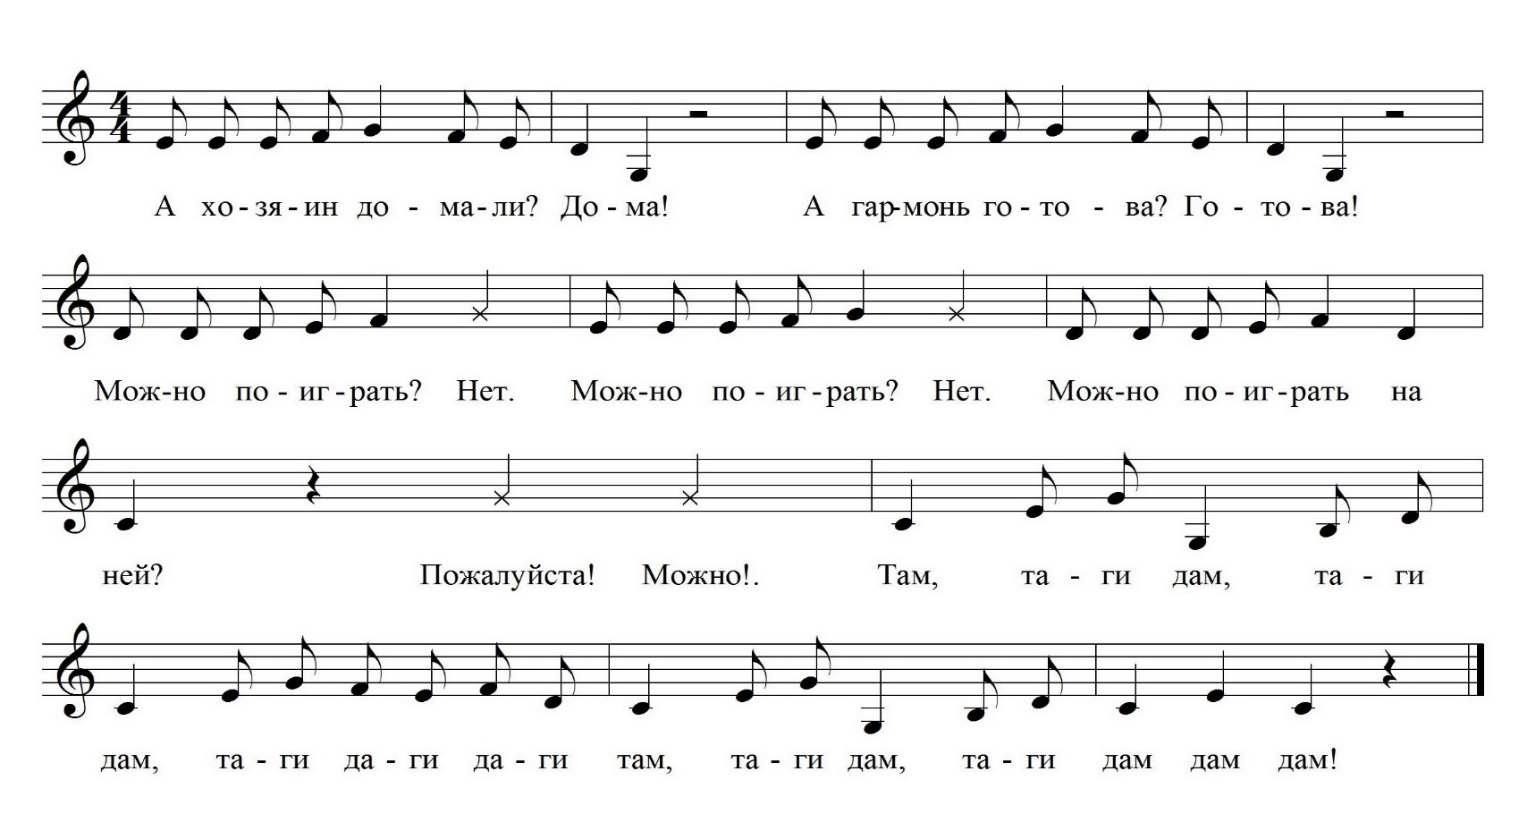 А хо - зя - ин до - ма - ли? До - ма! А гар-монь го - то - ва? Го - то - ва!
Мож-но по - иг - рать? Нет. Мож-но по - иг - рать? Нет. Мож-но по - иг - рать на
ней? Пожалуйста! Можно!. Там, та - ги дам, та - ги
дам, та - ги да - ги да - ги там, та - ги дам, та - ги дам дам дам!